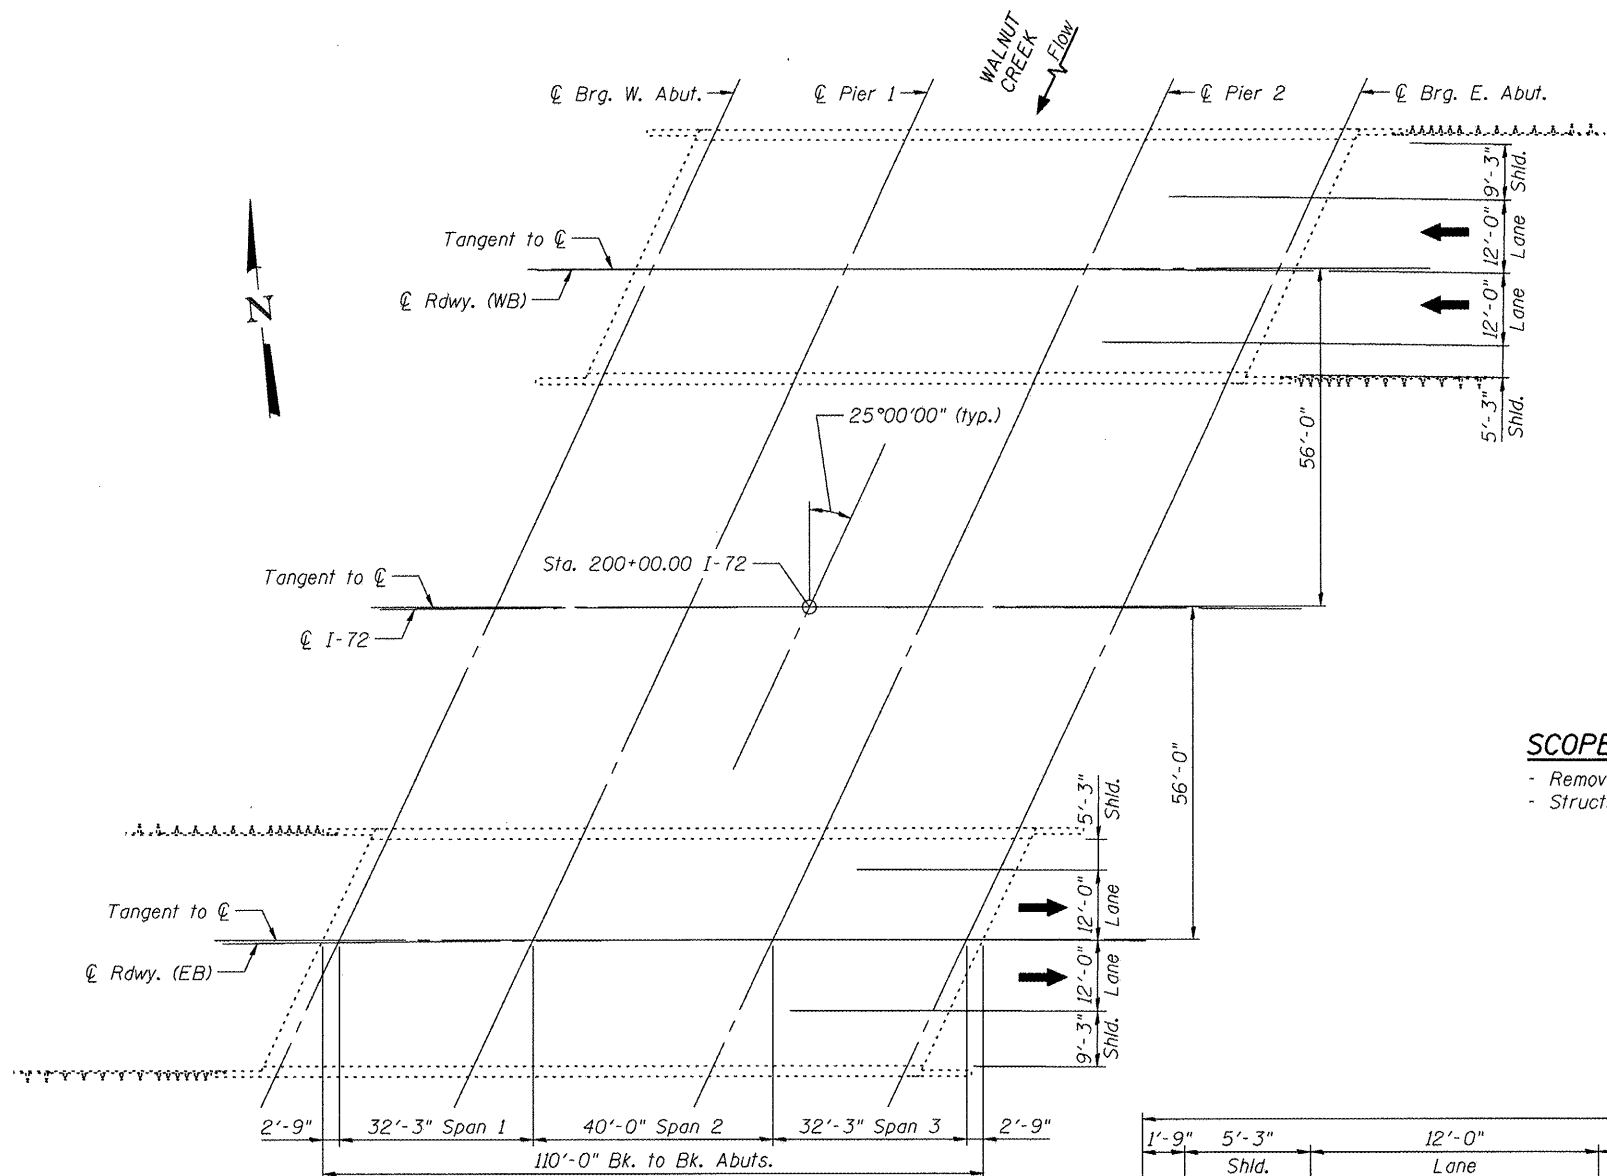 WALNUT
CREEK
Flow
℄ Brg. W. Abut.
℄ Pier 1
℄ Pier 2
℄ Brg. E. Abut.
9'-3"
Shld.
12'-0"
Lane
12'-0"
Lane
5'-3"
Shld.
Tangent to ℄
℄ Rdwy. (WB)
N
56'-0"
25°00'00" (typ.)
Sta. 200+00.00 I-72
Tangent to ℄
℄ I-72
56'-0"
SCOPE
- Remov
- Struct
5'-3"
Shld.
12'-0"
Lane
12'-0"
Lane
9'-3"
Shld.
Tangent to ℄
℄ Rdwy. (EB)
2'-9"
32'-3" Span 1
40'-0" Span 2
32'-3" Span 3
2'-9"
110'-0" Bk. to Bk. Abuts.
1'-9"
5'-3"
Shld.
12'-0"
Lane